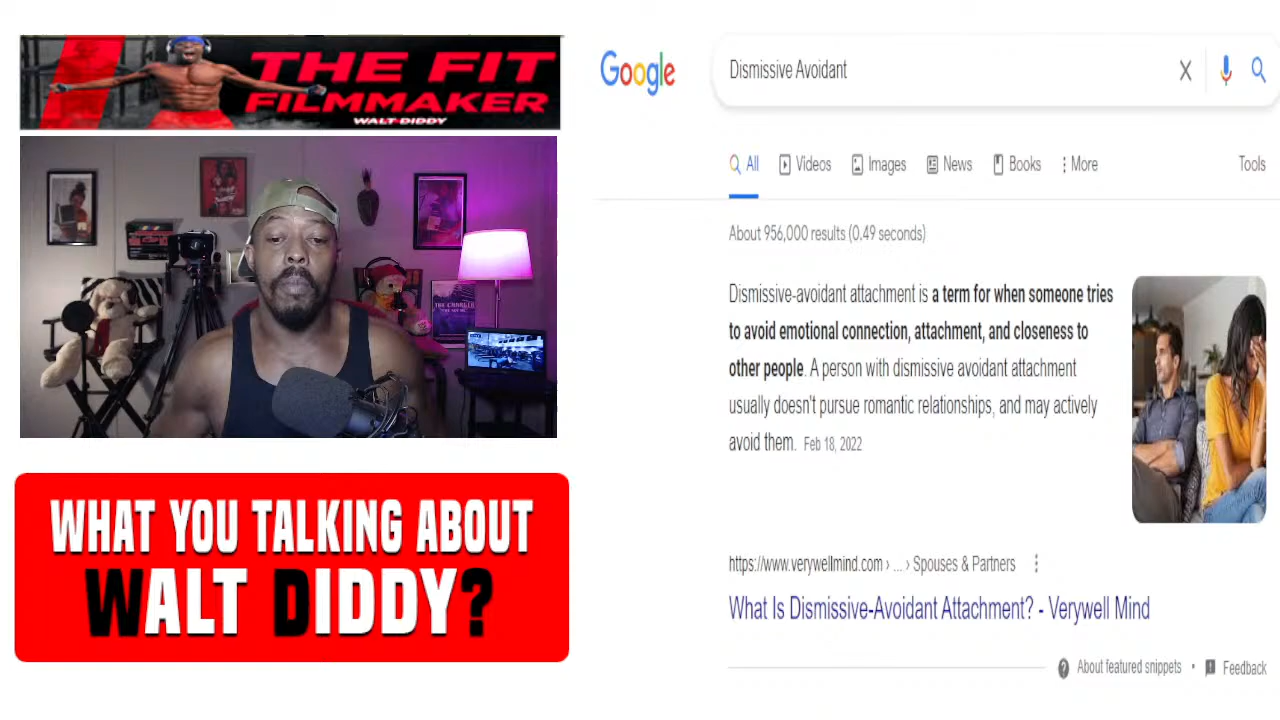 THE FIT
FILMMAKER
WALT DIDDY
WHAT YOU TALKING ABOUT
WALT DIDDY?
Google
Dismissive Avoidant
All Videos Images News Books More Tools
About 956,000 results (0.49 seconds)
Dismissive-avoidant attachment is a term for when someone tries
to avoid emotional connection, attachment, and closeness to
other people. A person with dismissive avoidant attachment
usually doesn't pursue romantic relationships, and may actively
avoid them. Feb 18, 2022
https://www.verywellmind.com › ... › Spouses & Partners
What Is Dismissive-Avoidant Attachment? - Verywell Mind
About featured snippets • Feedback